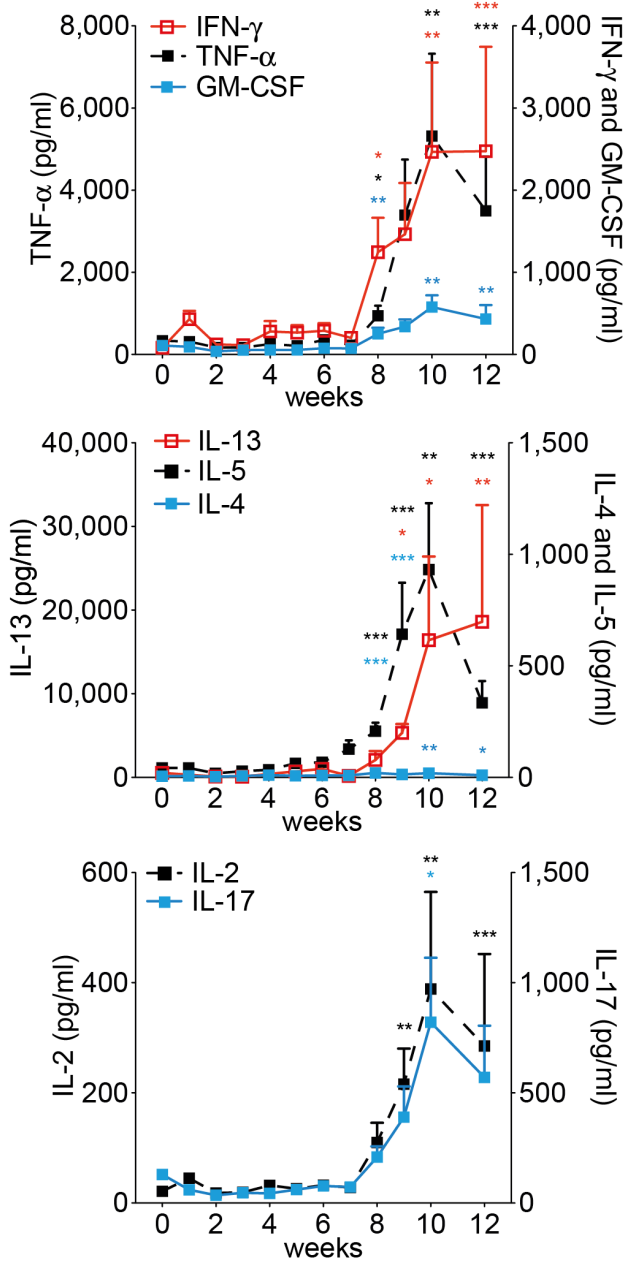 IFN-γ
TNF-α
GM-CSF
TNF-α (pg/ml)
IFN-γ and GM-CSF
(pg/ml)
8,000
6,000
4,000
2,000
0
4,000
3,000
2,000
1,000
0
**
**
***
***
*
*
**
**
**
0 2 4 6 8 10 12
weeks
IL-13
IL-5
IL-4
IL-13 (pg/ml)
IL-4 and IL-5
(pg/ml)
40,000
30,000
20,000
10,000
0
1,500
1,000
500
0
**
*
***
**
***
*
***
***
***
**
*
0 2 4 6 8 10 12
weeks
IL-2
IL-17
IL-2 (pg/ml)
IL-17
(pg/ml)
600
400
200
0
1,500
1,000
500
0
**
*
***
**
0 2 4 6 8 10 12
weeks